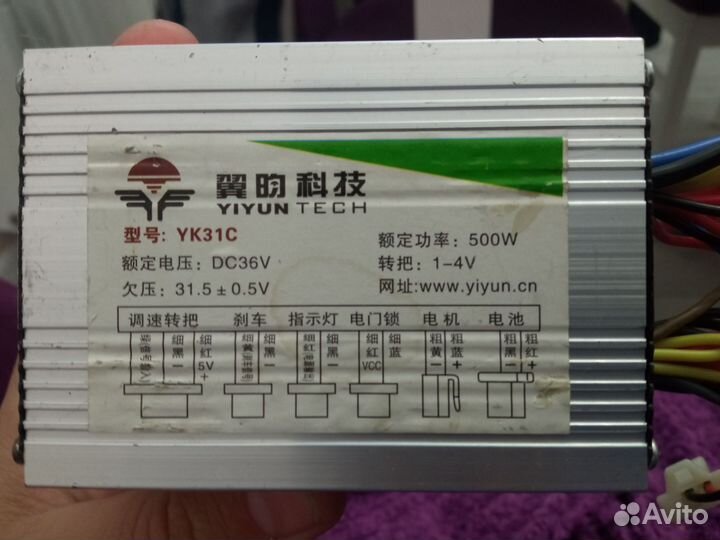 翼昀科技
YIYUN TECH
型号: YK31C
额定功率: 500W
额定电压: DC36V
转把: 1-4V
欠压: 31.5±0.5V
网址:www.yiyun.cn
调速转把 刹车 指示灯 电门锁 电机 电池
细黑 −
细红 5V +
细黑 −
细黑 −
细红 VCC
细蓝
粗黄 −
粗蓝 +
粗黑 −
粗红 +
Avito